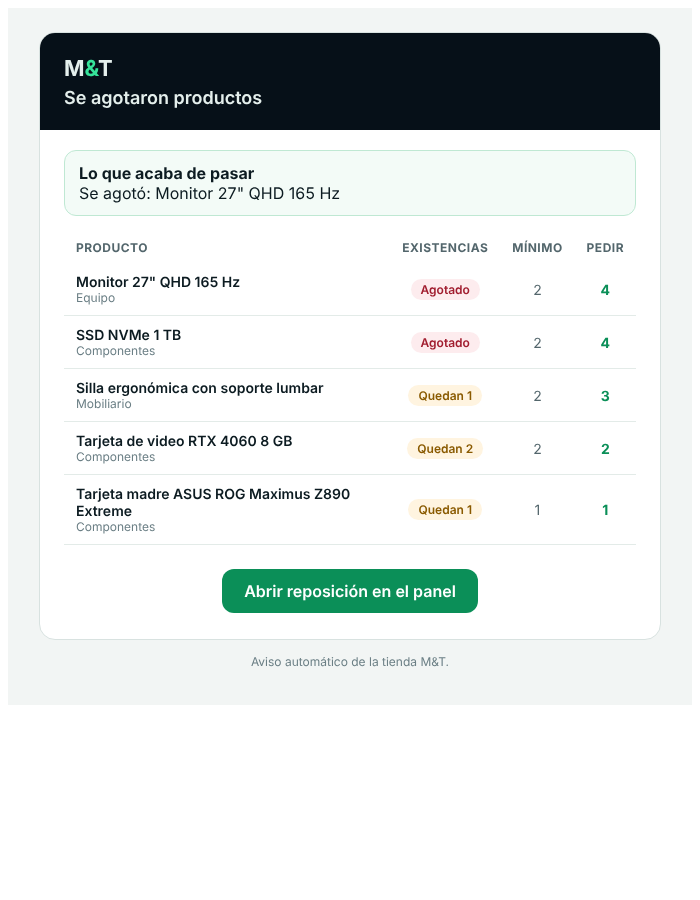 M&T
Se agotaron productos
Lo que acaba de pasar
Se agotó: Monitor 27" QHD 165 Hz
PRODUCTO EXISTENCIAS MÍNIMO PEDIR
Monitor 27" QHD 165 Hz
Equipo
Agotado 2 4
SSD NVMe 1 TB
Componentes
Agotado 2 4
Silla ergonómica con soporte lumbar
Mobiliario
Quedan 1 2 3
Tarjeta de video RTX 4060 8 GB
Componentes
Quedan 2 2 2
Tarjeta madre ASUS ROG Maximus Z890
Extreme
Componentes
Quedan 1 1 1
Abrir reposición en el panel
Aviso automático de la tienda M&T.